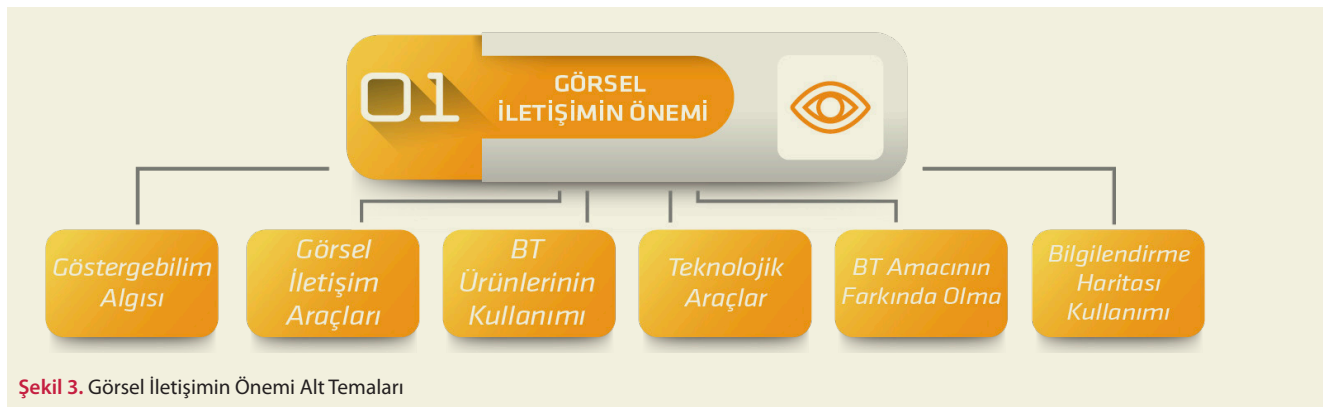 01
GÖRSEL
İLETİŞİMİN ÖNEMİ
Göstergebilim
Algısı
Görsel
İletişim
Araçları
BT
Ürünlerinin
Kullanımı
Teknolojik
Araçlar
BT Amacının
Farkında Olma
Bilgilendirme
Haritası
Kullanımı
Şekil 3. Görsel İletişimin Önemi Alt Temaları